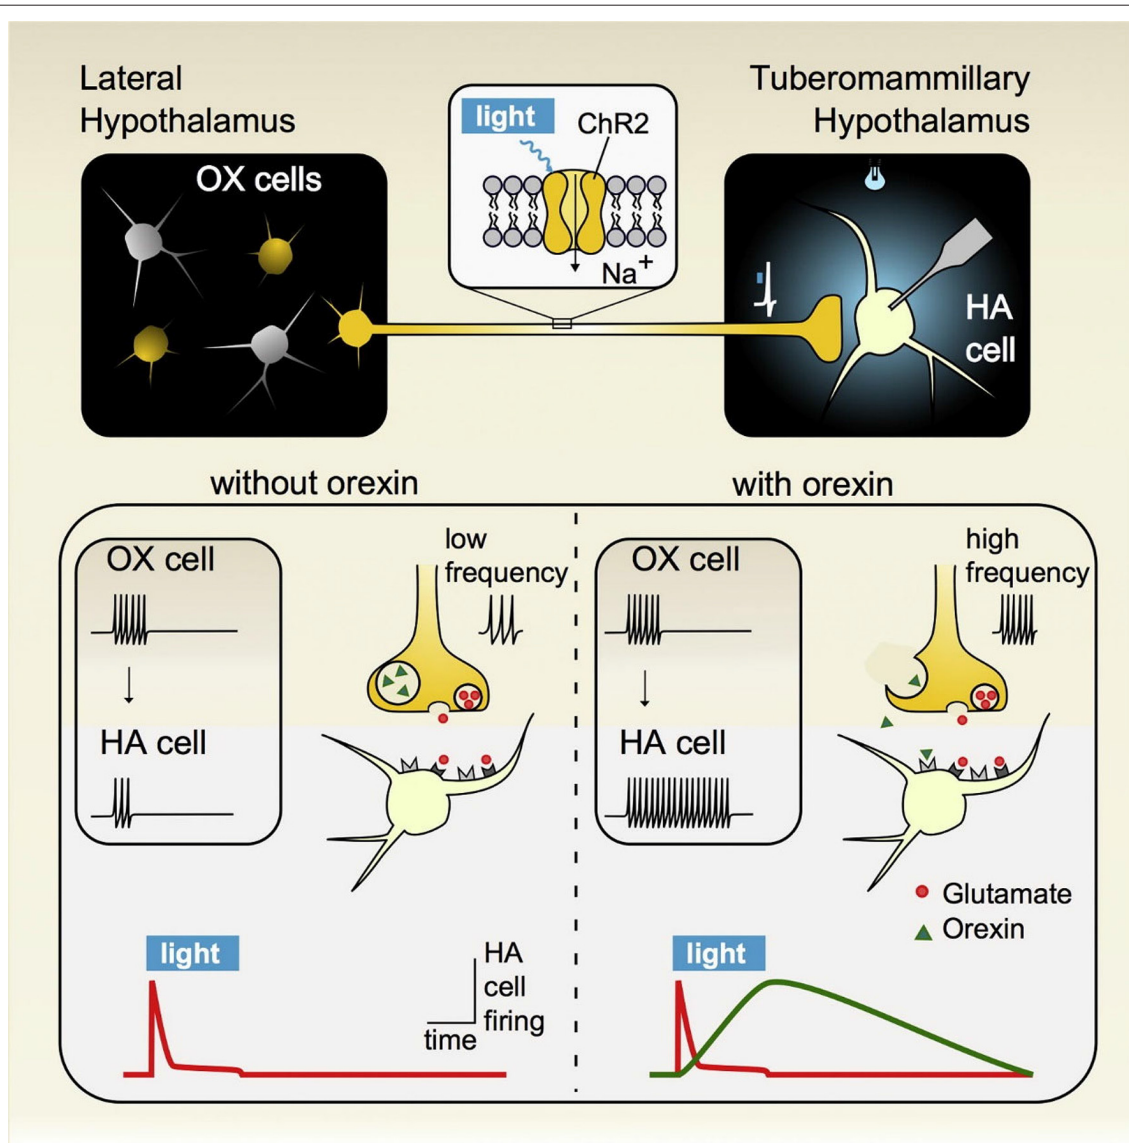 Lateral
Hypothalamus
Tuberomammillary
Hypothalamus
light
ChR2
Na+
OX cells
HA
cell
without orexin
with orexin
OX cell
low
frequency
HA cell
OX cell
high
frequency
HA cell
Glutamate
Orexin
light
HA
cell
firing
time
light